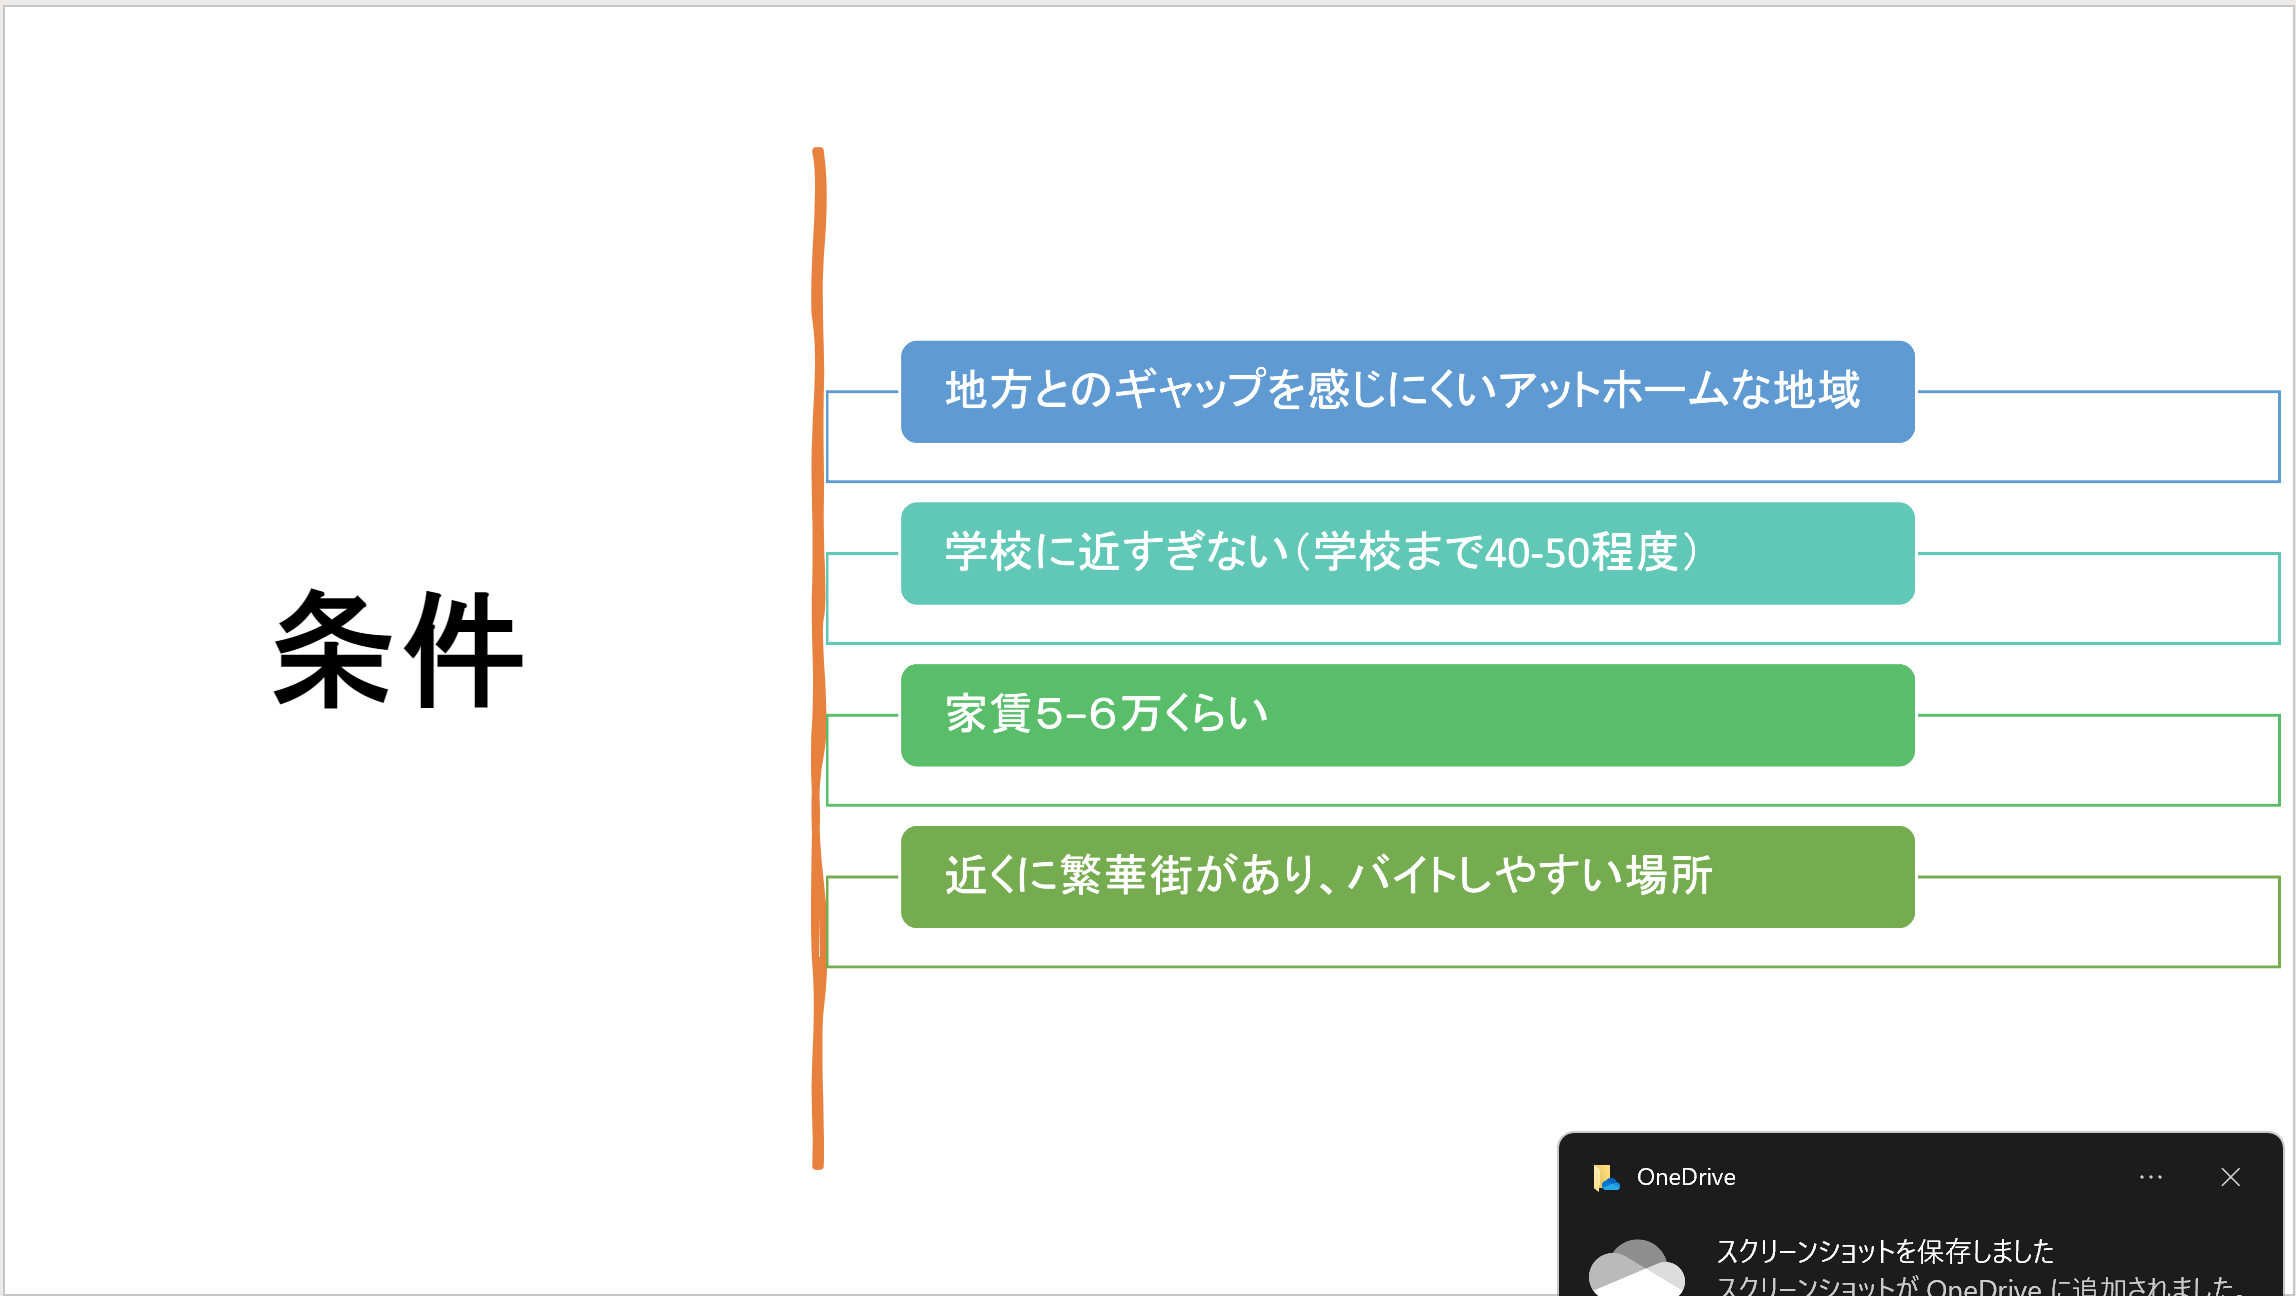 条件
地方とのギャップを感じにくいアットホームな地域
学校に近すぎない（学校まで40-50程度）
家賃５−６万くらい
近くに繁華街があり、バイトしやすい場所
OneDrive
スクリーンショットを保存しました
スクリーンショットが OneDrive に追加されました。